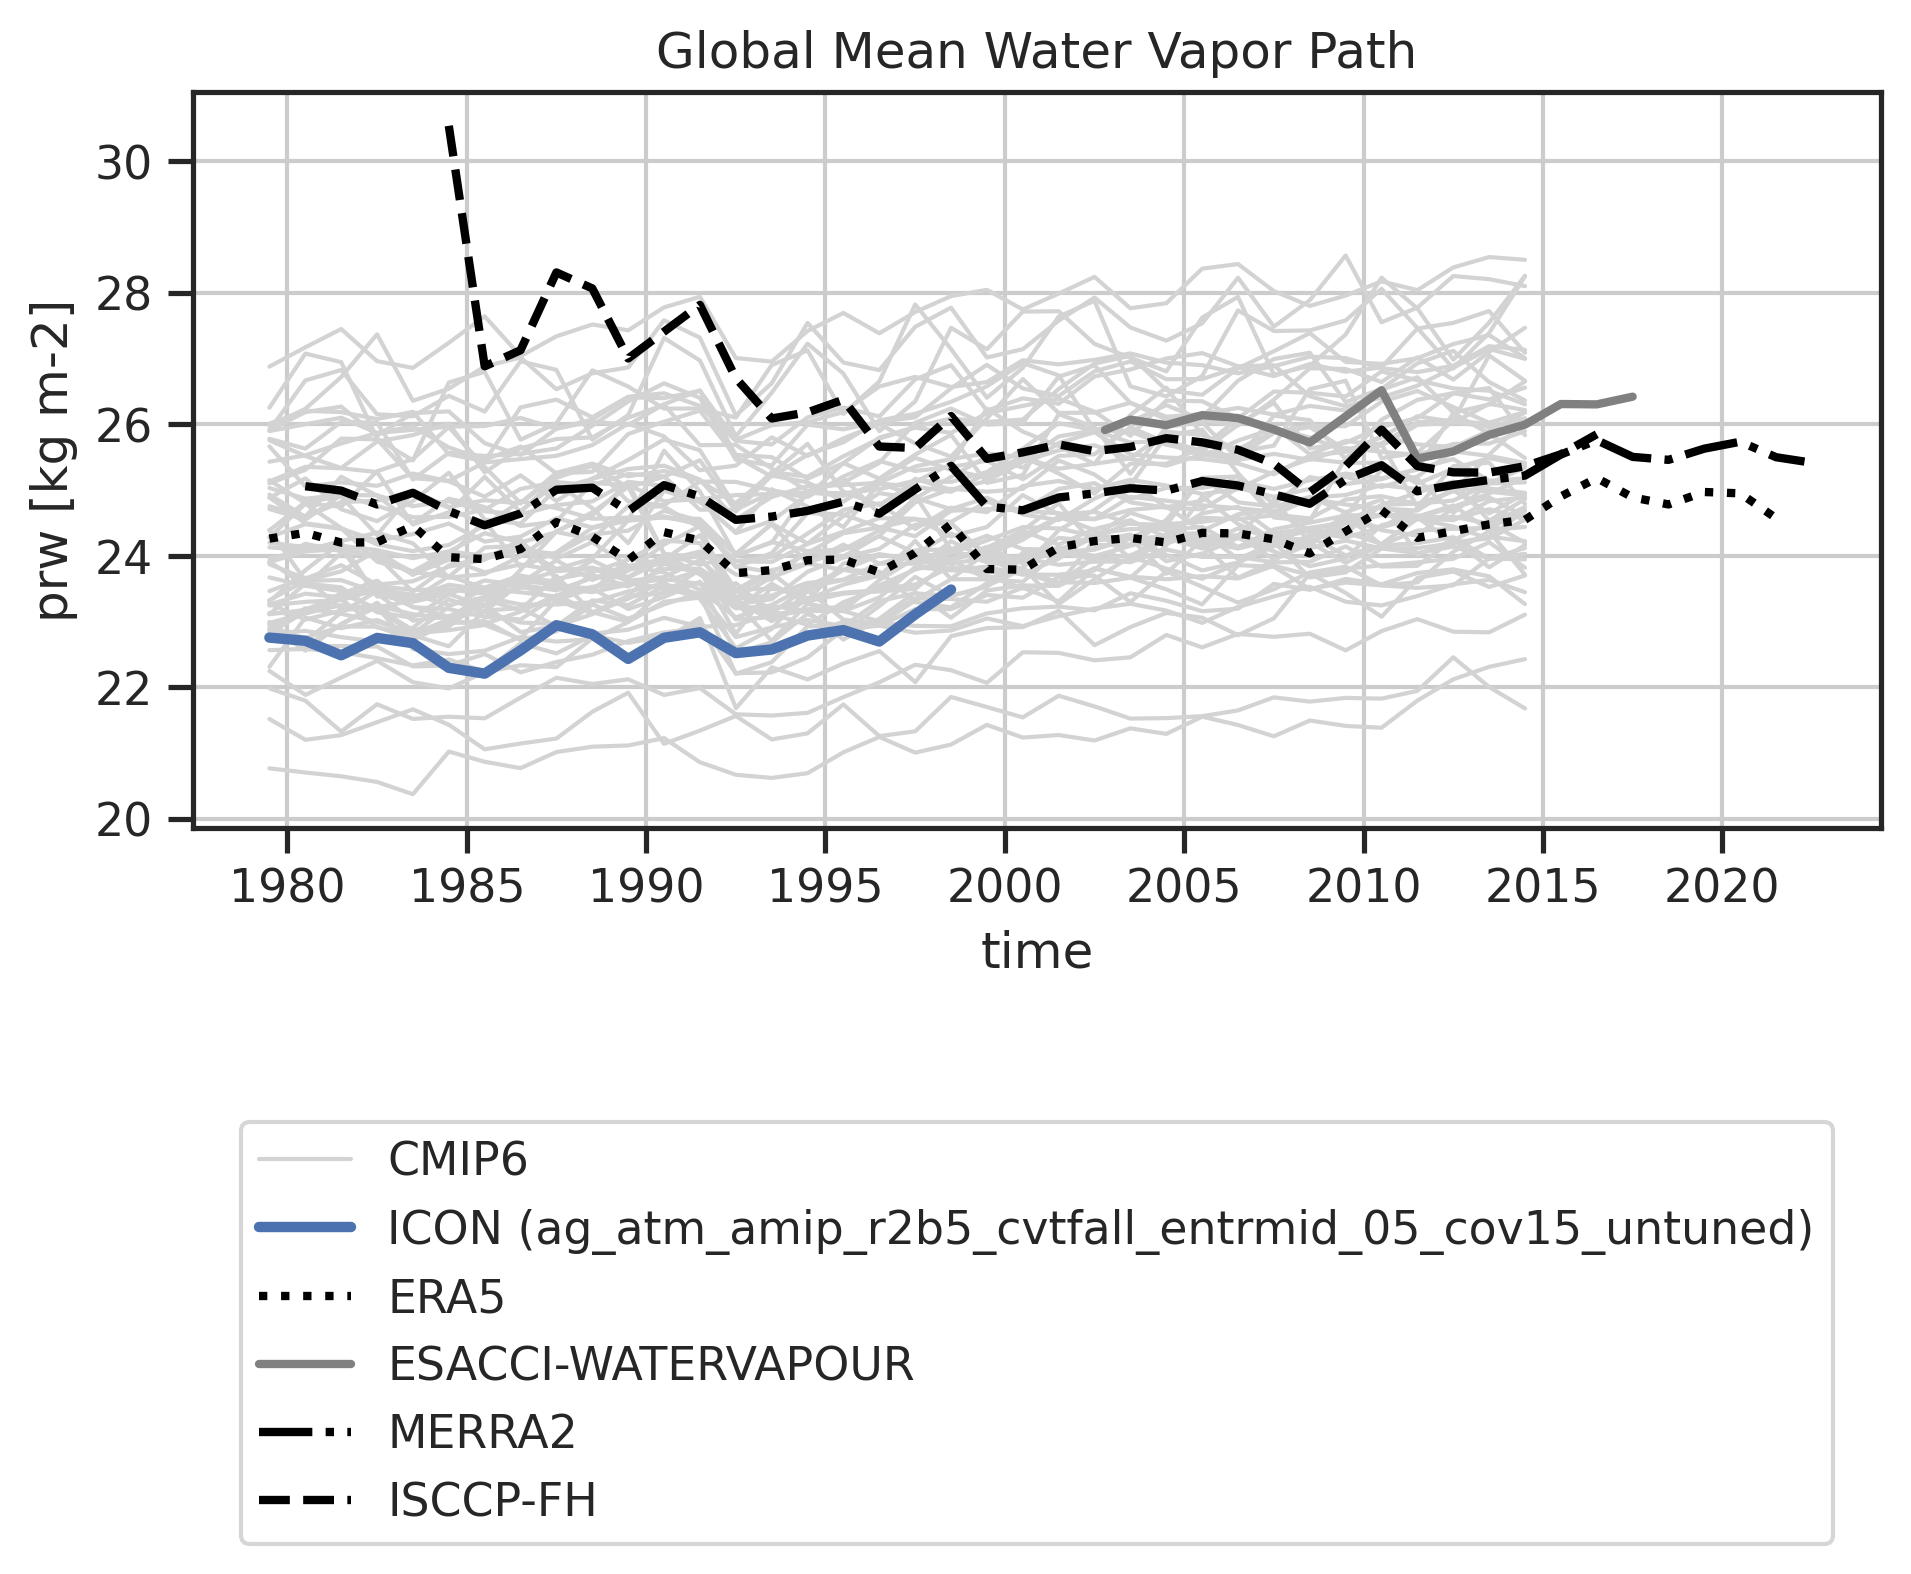 Global Mean Water Vapor Path
prw [kg m-2]
30
28
26
24
22
20
1980 1985 1990 1995 2000 2005 2010 2015 2020
time
CMIP6
ICON (ag_atm_amip_r2b5_cvtfall_entrmid_05_cov15_untuned)
ERA5
ESACCI-WATERVAPOUR
MERRA2
ISCCP-FH